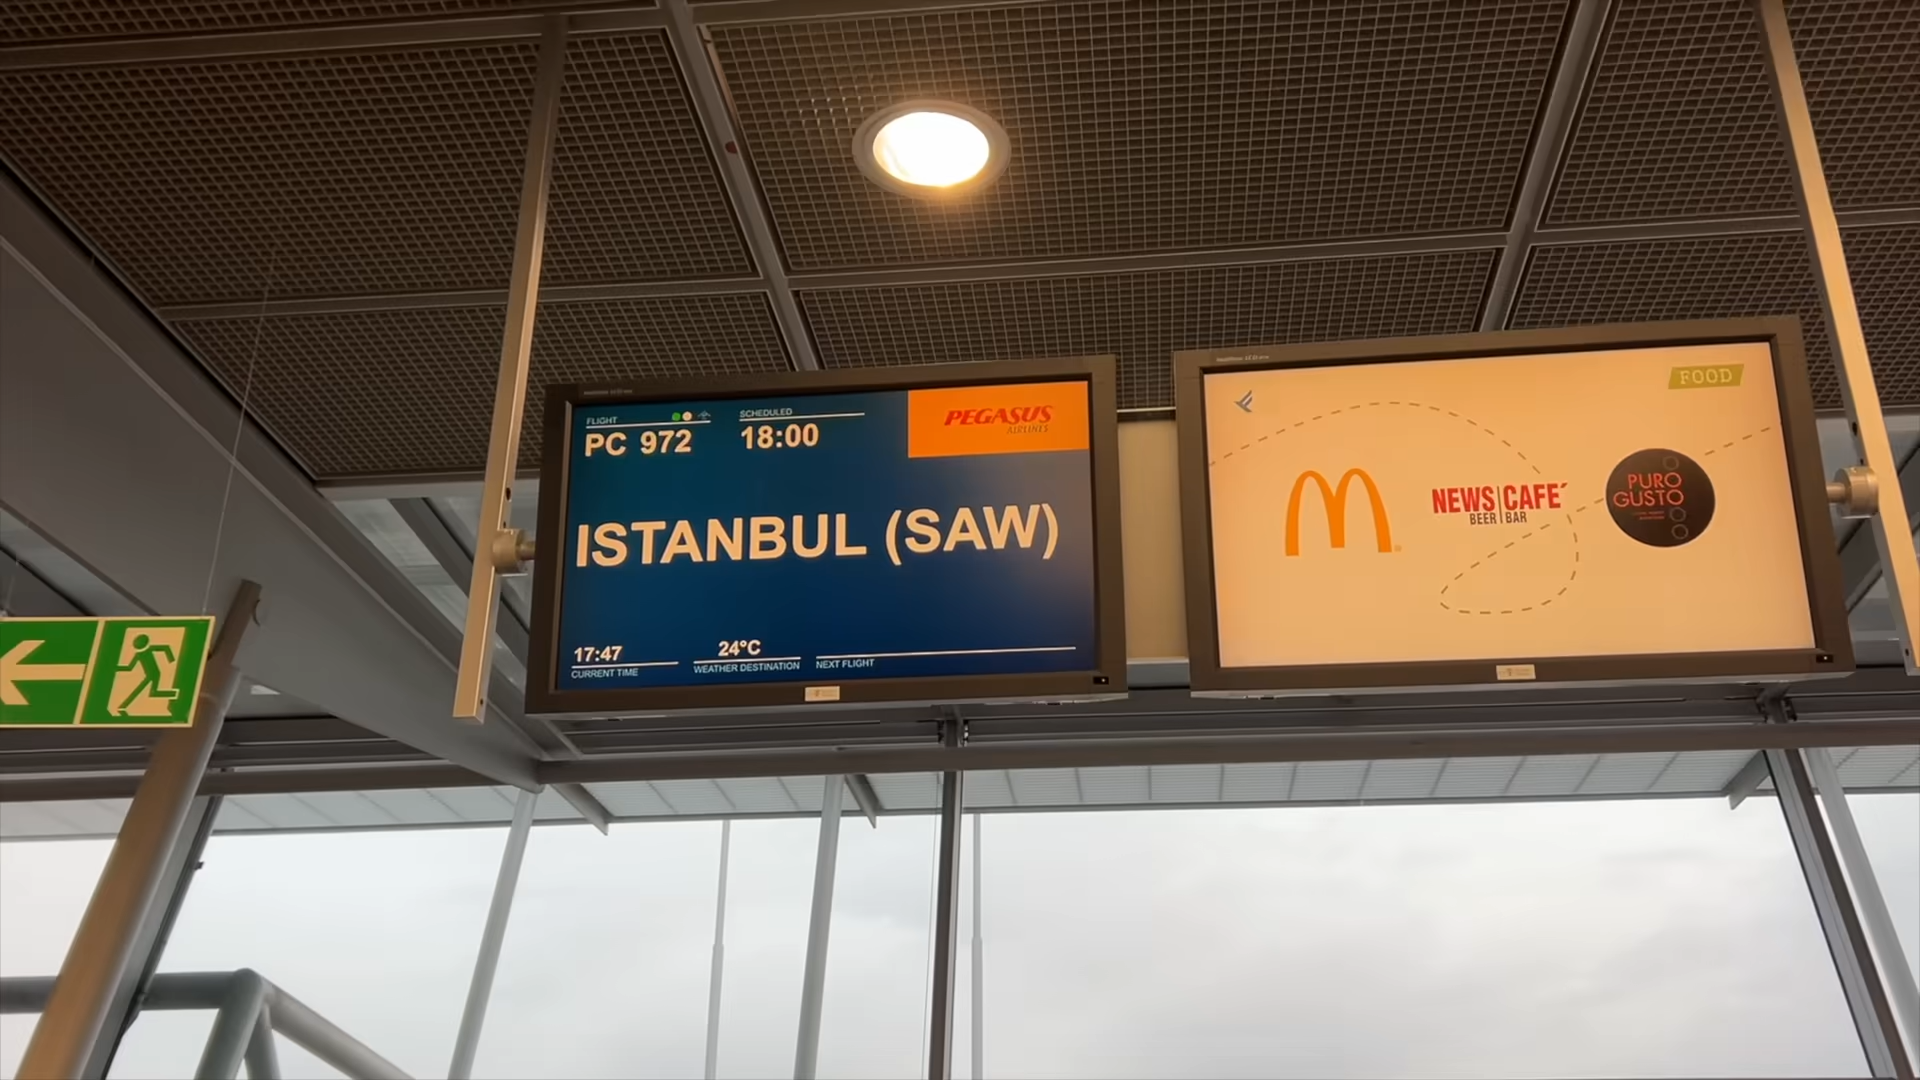 FLIGHT
PC 972
SCHEDULED
18:00
PEGASUS
AIRLINES
ISTANBUL (SAW)
17:47
CURRENT TIME
24°C
WEATHER DESTINATION
NEXT FLIGHT
FOOD
NEWS|CAFE´
BEER|BAR
PURO
GUSTO